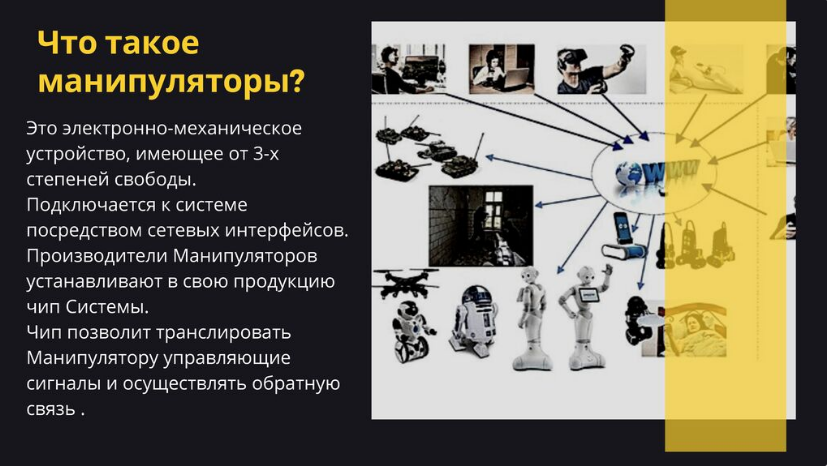 Что такое
манипуляторы?
Это электронно-механическое
устройство, имеющее от 3-х
степеней свободы.
Подключается к системе
посредством сетевых интерфейсов.
Производители Манипуляторов
устанавливают в свою продукцию
чип Системы.
Чип позволит транслировать
Манипулятору управляющие
сигналы и осуществлять обратную
связь .
WWW